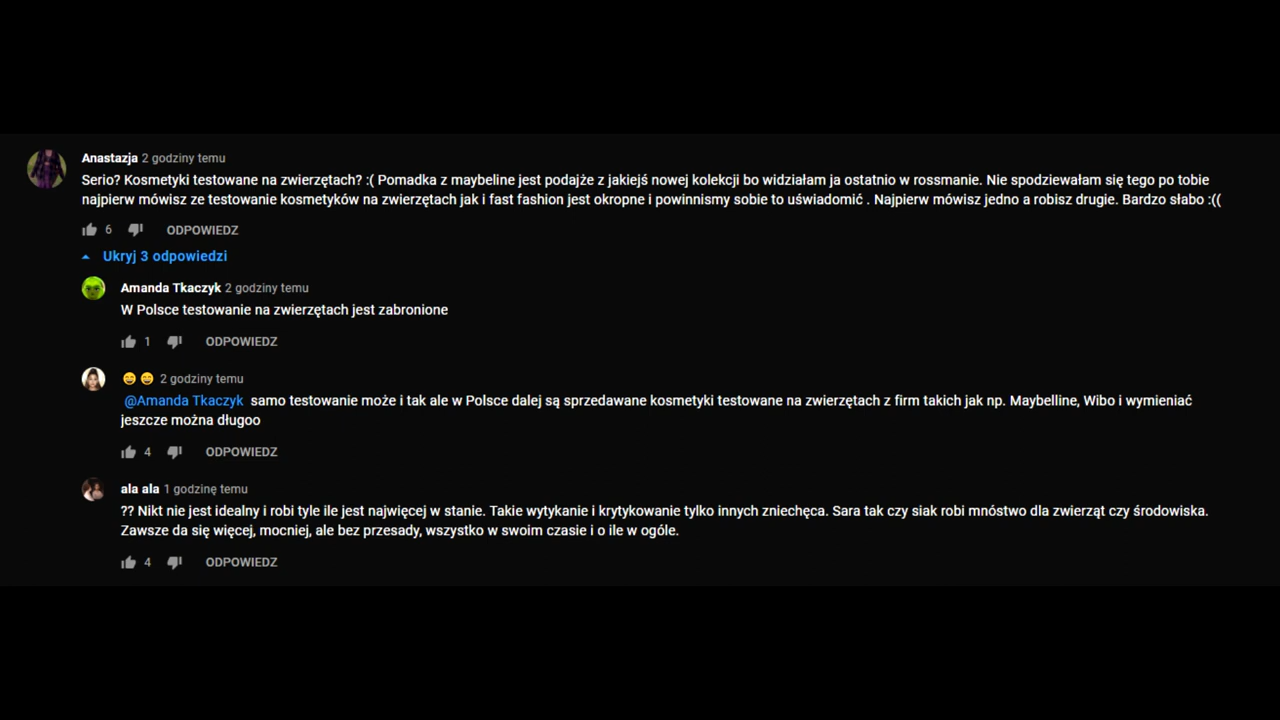 Anastazja 2 godziny temu
Serio? Kosmetyki testowane na zwierzętach? :( Pomadka z maybeline jest podajże z jakiejś nowej kolekcji bo widziałam ja ostatnio w rossmanie. Nie spodziewałam się tego po tobie
najpierw mówisz ze testowanie kosmetyków na zwierzętach jak i fast fashion jest okropne i powinnismy sobie to uświadomić . Najpierw mówisz jedno a robisz drugie. Bardzo słabo :((
6 ODPOWIEDZ
Ukryj 3 odpowiedzi
Amanda Tkaczyk 2 godziny temu
W Polsce testowanie na zwierzętach jest zabronione
1 ODPOWIEDZ
😄 😄 2 godziny temu
@Amanda Tkaczyk samo testowanie może i tak ale w Polsce dalej są sprzedawane kosmetyki testowane na zwierzętach z firm takich jak np. Maybelline, Wibo i wymieniać
jeszcze można długoo
4 ODPOWIEDZ
ala ala 1 godzinę temu
?? Nikt nie jest idealny i robi tyle ile jest najwięcej w stanie. Takie wytykanie i krytykowanie tylko innych zniechęca. Sara tak czy siak robi mnóstwo dla zwierząt czy środowiska.
Zawsze da się więcej, mocniej, ale bez przesady, wszystko w swoim czasie i o ile w ogóle.
4 ODPOWIEDZ